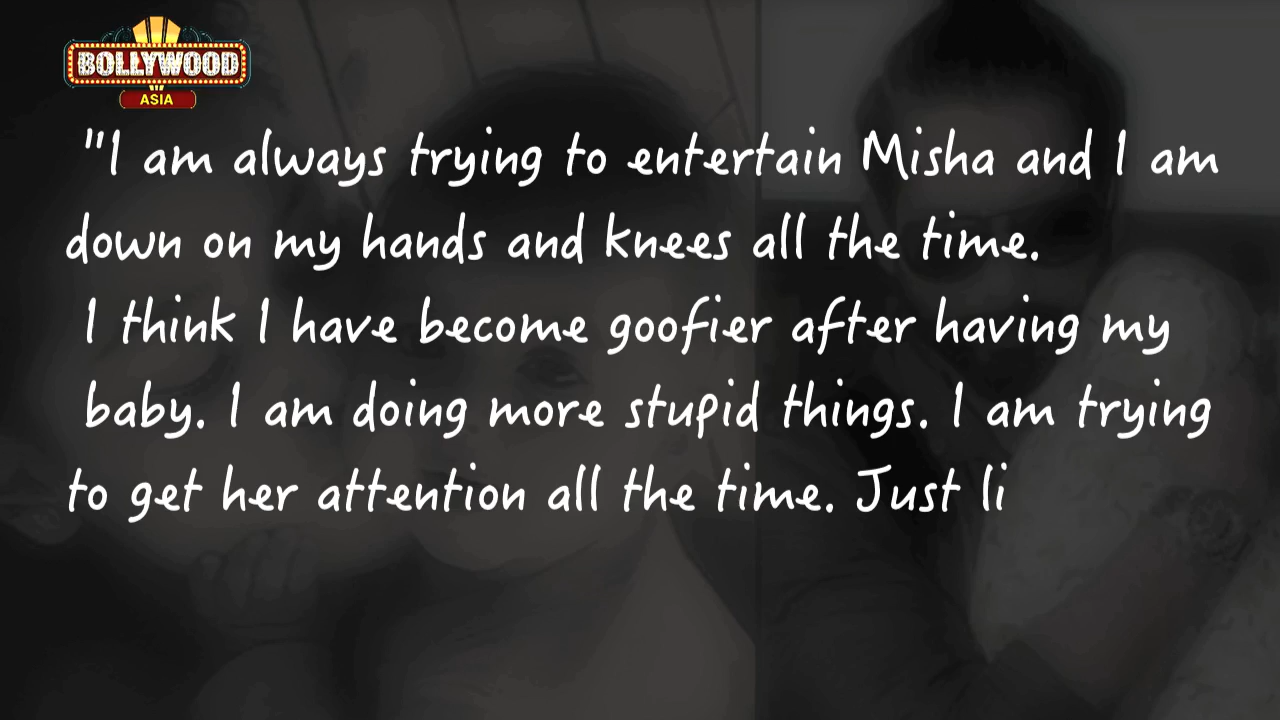 BOLLYWOOD
ASIA
"I am always trying to entertain Misha and I am
down on my hands and knees all the time.
I think I have become goofier after having my
baby. I am doing more stupid things. I am trying
to get her attention all the time. Just li